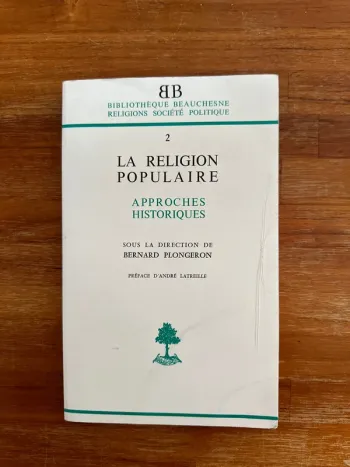 BB
BIBLIOTHÈQUE BEAUCHESNE
RELIGIONS SOCIÉTÉ POLITIQUE
2
LA RELIGION
POPULAIRE
APPROCHES
HISTORIQUES
SOUS LA DIRECTION DE
BERNARD PLONGERON
PRÉFACE D'ANDRÉ LATREILLE